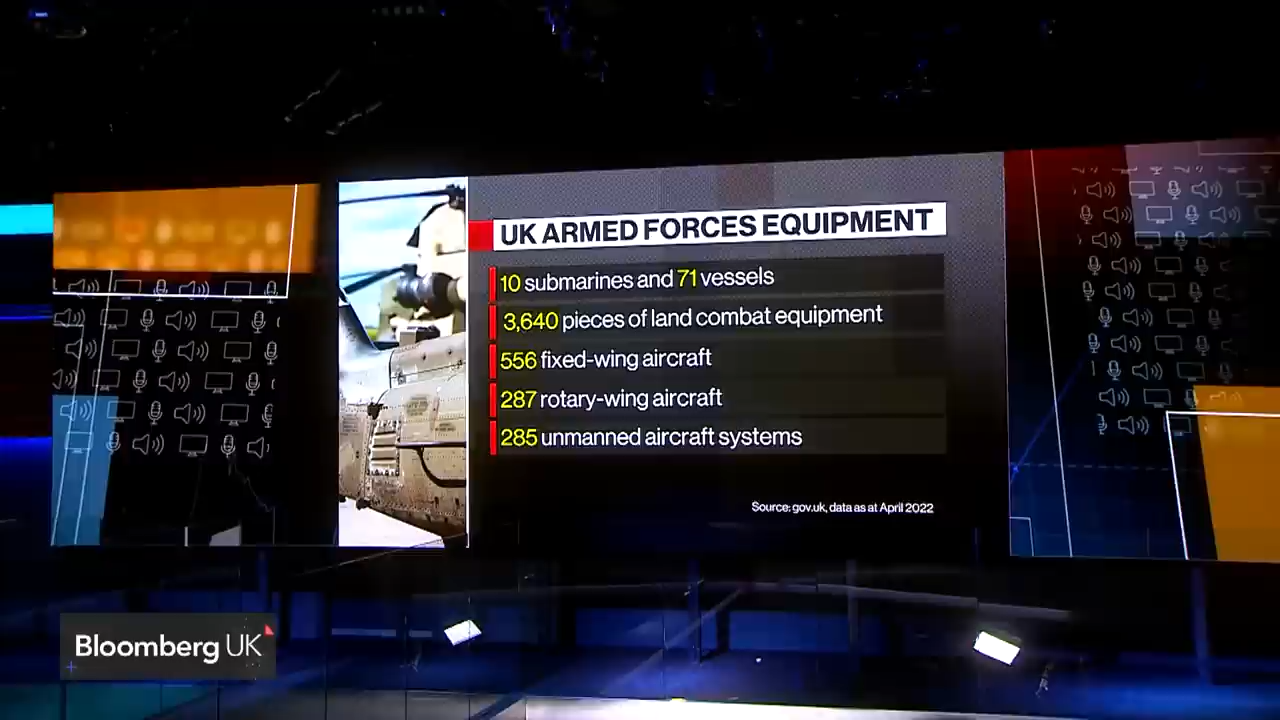 UK ARMED FORCES EQUIPMENT
10 submarines and 71 vessels
3,640 pieces of land combat equipment
556 fixed-wing aircraft
287 rotary-wing aircraft
285 unmanned aircraft systems
Source: gov.uk, data as at April 2022
Bloomberg UK